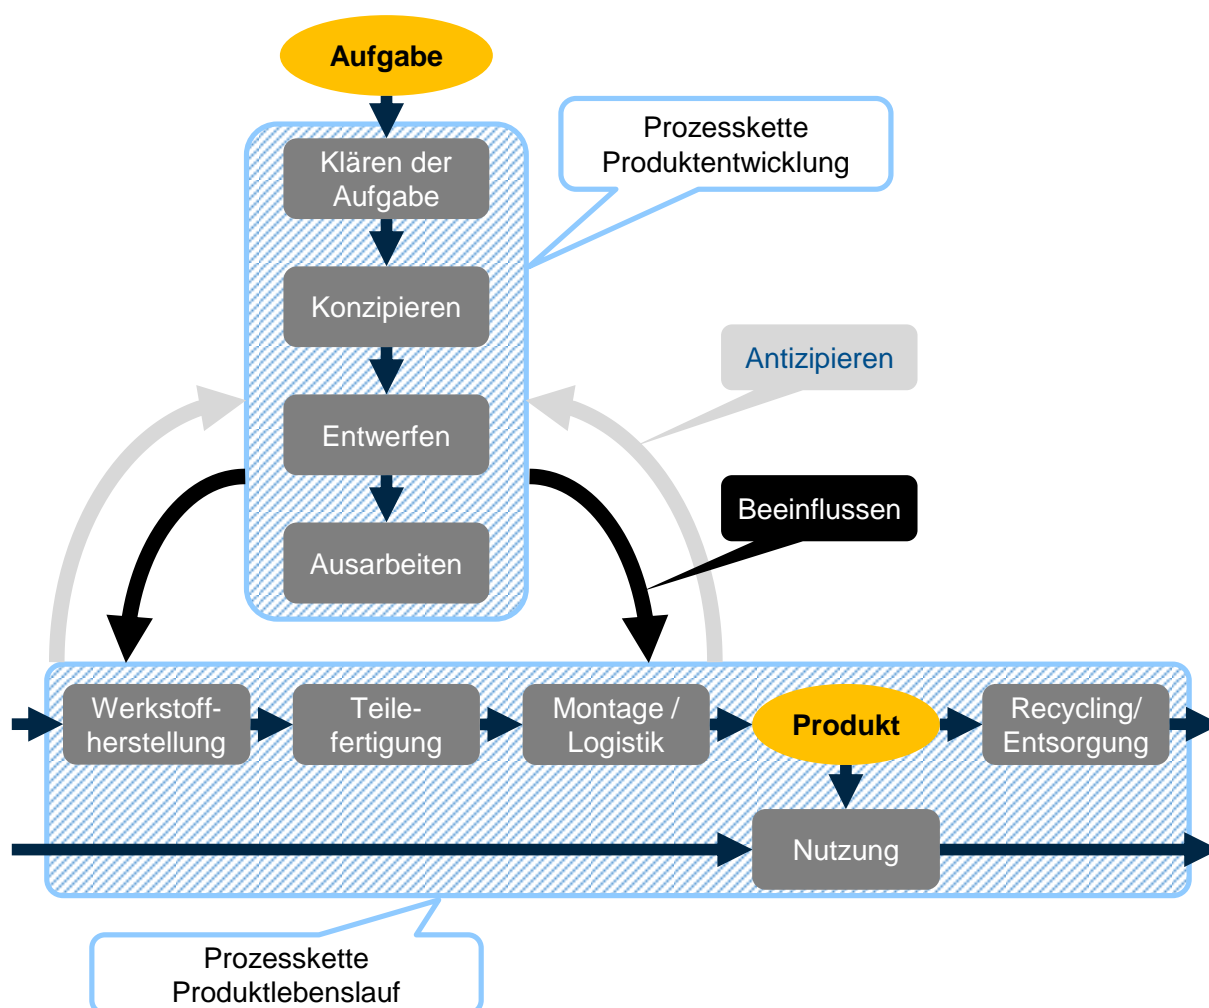 Aufgabe
Prozesskette
Produktentwicklung
Klären der
Aufgabe
Konzipieren
Antizipieren
Entwerfen
Beeinflussen
Ausarbeiten
Werkstoff-
herstellung
Teile-
fertigung
Montage /
Logistik
Produkt
Recycling/
Entsorgung
Nutzung
Prozesskette
Produktlebenslauf